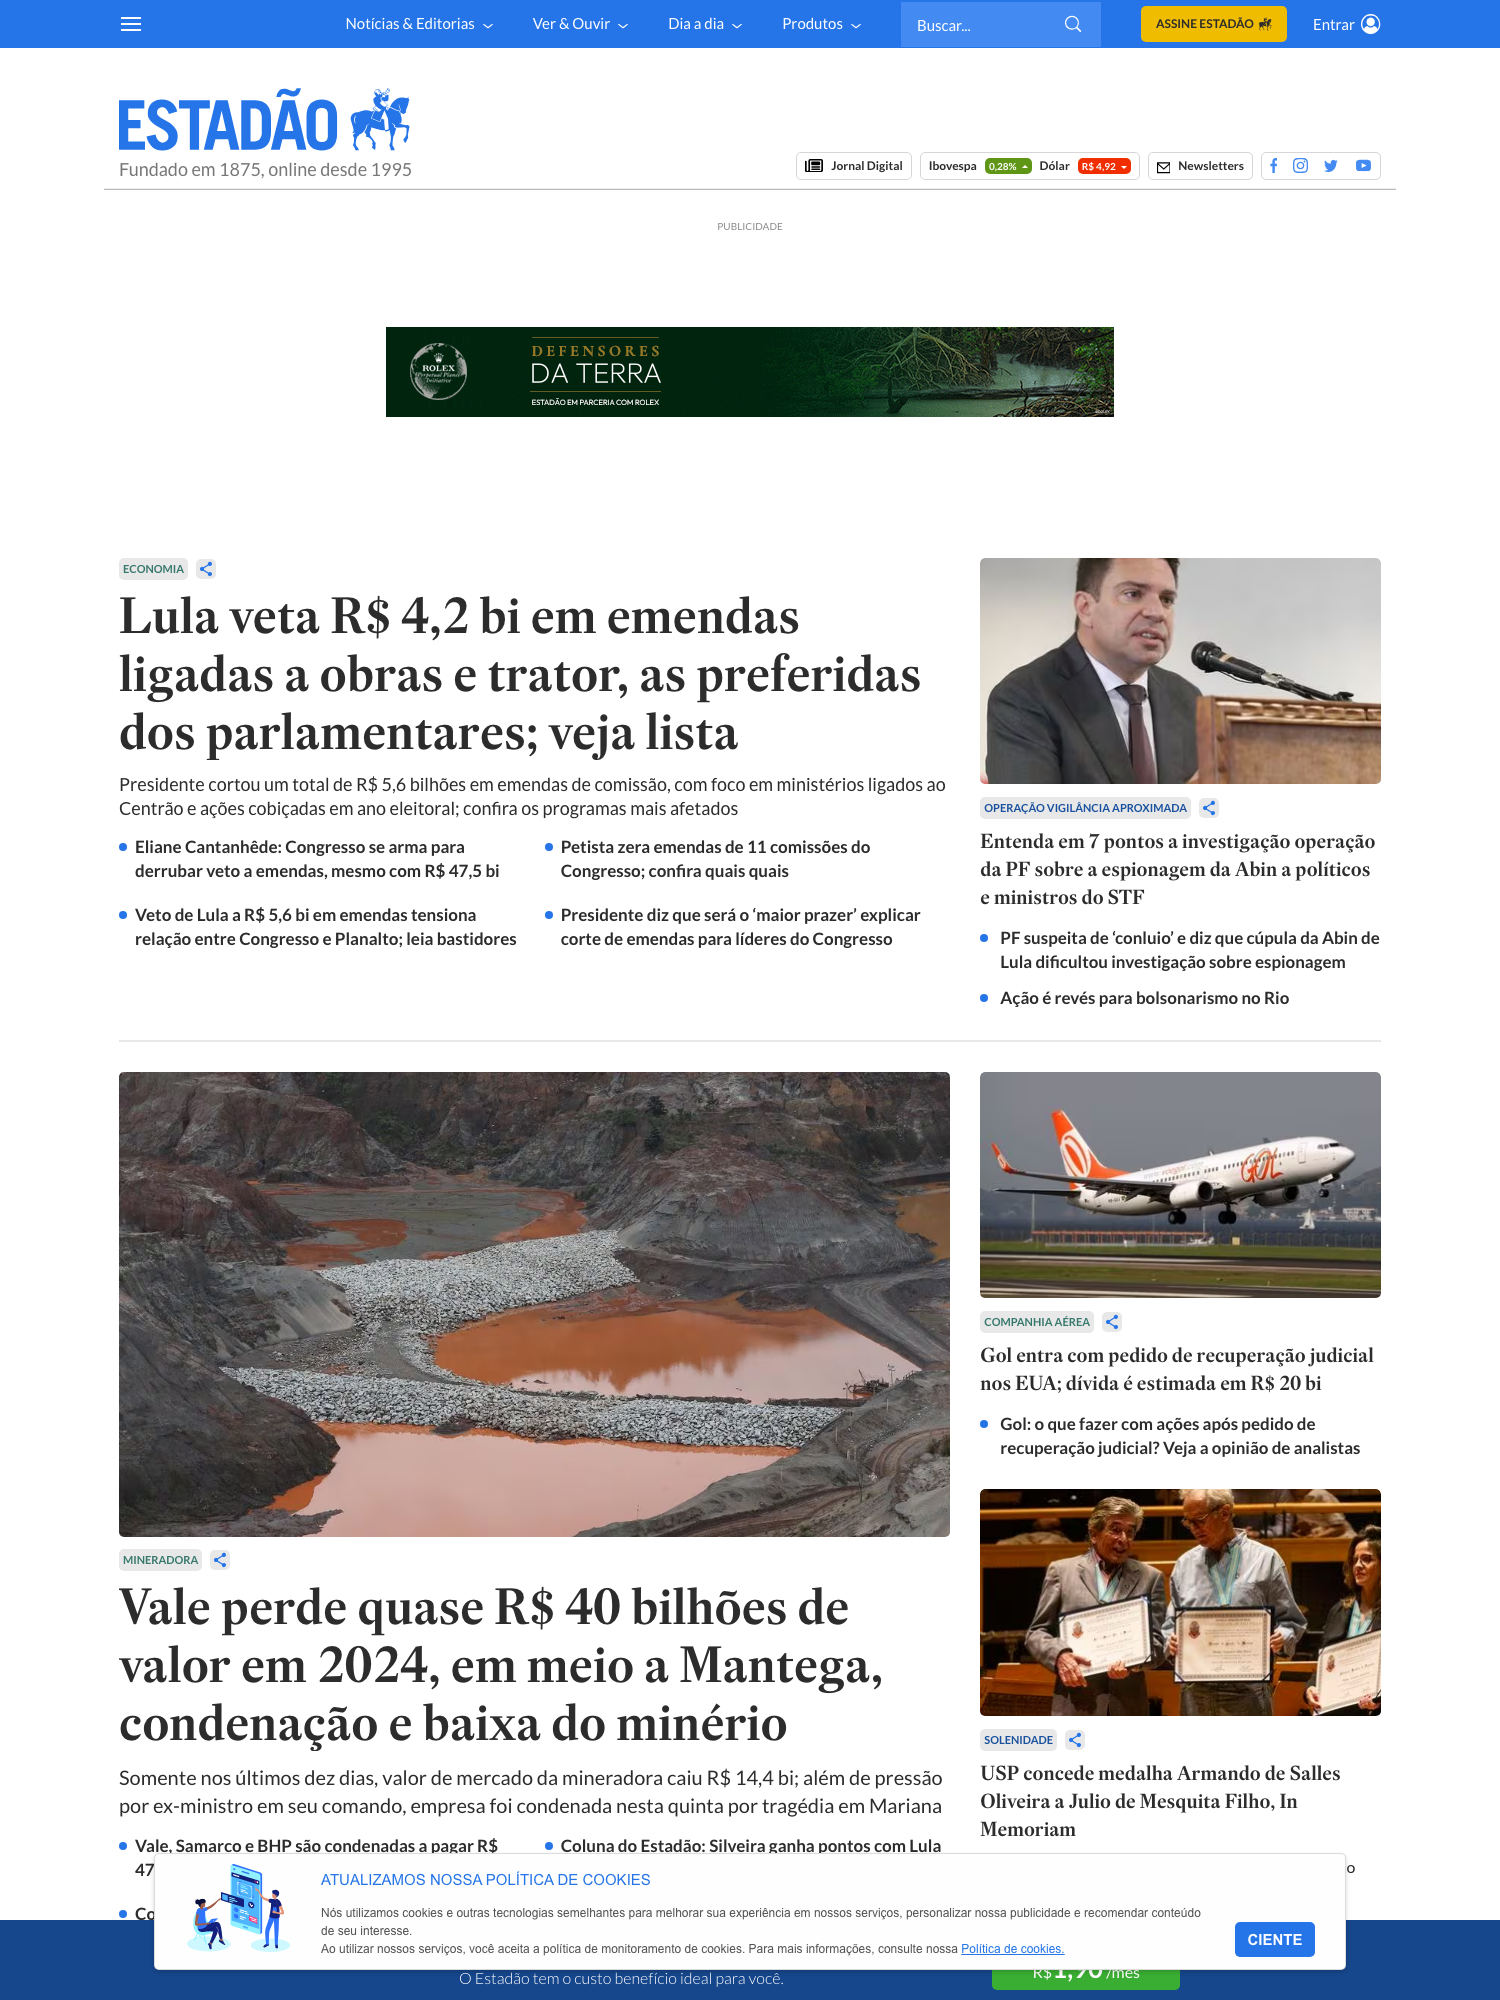 Notícias & Editorias
Ver & Ouvir
Dia a dia
Produtos
Buscar...
ASSINE ESTADÃO
Entrar
ESTADÃO
Fundado em 1875, online desde 1995
Jornal Digital
Ibovespa 0,28% Dólar R$ 4,92
Newsletters
PUBLICIDADE
ROLEX
Perpetual Planet
Initiative
DEFENSORES
DA TERRA
ESTADÃO EM PARCERIA COM ROLEX
ECONOMIA
Lula veta R$ 4,2 bi em emendas
ligadas a obras e trator, as preferidas
dos parlamentares; veja lista
Presidente cortou um total de R$ 5,6 bilhões em emendas de comissão, com foco em ministérios ligados ao
Centrão e ações cobiçadas em ano eleitoral; confira os programas mais afetados
Eliane Cantanhêde: Congresso se arma para
derrubar veto a emendas, mesmo com R$ 47,5 bi
Petista zera emendas de 11 comissões do
Congresso; confira quais quais
Veto de Lula a R$ 5,6 bi em emendas tensiona
relação entre Congresso e Planalto; leia bastidores
Presidente diz que será o ‘maior prazer’ explicar
corte de emendas para líderes do Congresso
OPERAÇÃO VIGILÂNCIA APROXIMADA
Entenda em 7 pontos a investigação operação
da PF sobre a espionagem da Abin a políticos
e ministros do STF
PF suspeita de ‘conluio’ e diz que cúpula da Abin de
Lula dificultou investigação sobre espionagem
Ação é revés para bolsonarismo no Rio
MINERADORA
Vale perde quase R$ 40 bilhões de
valor em 2024, em meio a Mantega,
condenação e baixa do minério
Somente nos últimos dez dias, valor de mercado da mineradora caiu R$ 14,4 bi; além de pressão
por ex-ministro em seu comando, empresa foi condenada nesta quinta por tragédia em Mariana
Vale, Samarco e BHP são condenadas a pagar R$
47
Coluna do Estadão: Silveira ganha pontos com Lula
Co
GOL
COMPANHIA AÉREA
Gol entra com pedido de recuperação judicial
nos EUA; dívida é estimada em R$ 20 bi
Gol: o que fazer com ações após pedido de
recuperação judicial? Veja a opinião de analistas
SOLENIDADE
USP concede medalha Armando de Salles
Oliveira a Julio de Mesquita Filho, In
Memoriam
o
ATUALIZAMOS NOSSA POLÍTICA DE COOKIES
Nós utilizamos cookies e outras tecnologias semelhantes para melhorar sua experiência em nossos serviços, personalizar nossa publicidade e recomendar conteúdo
de seu interesse.
Ao utilizar nossos serviços, você aceita a política de monitoramento de cookies. Para mais informações, consulte nossa Política de cookies.
CIENTE
O Estadão tem o custo benefício ideal para você.
R$ 1,90 /mês